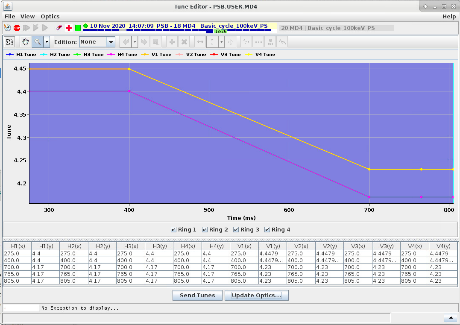 Tune Editor - PSB.USER.MD4
File View Optics Help
10 Nov 2020 14:07:09 PSB - 18 MD4 Basic_cycle_100keV_PS 20 MD4 | Basic_cycle_PS
Tech
Edition: None
H1 Tune H2 Tune H3 Tune H4 Tune V1 Tune V2 Tune V3 Tune V4 Tune
4.45
4.4
4.35
4.3
4.25
4.2
Tune
300 400 500 600 700 800
Time (ms)
Ring 1 Ring 2 Ring 3 Ring 4
H1(x) H1(y) H2(x) H2(y) H3(x) H3(y) H4(x) H4(y) V1(x) V1(y) V2(x) V2(y) V3(x) V3(y) V4(x) V4(y)
275.0 4.4 275.0 4.4 275.0 4.4 275.0 4.4 275.0 4.4479 275.0 4.4479 275.0 4.4479 275.0 4.4479
400.0 4.4 400.0 4.4 400.0 4.4 400.0 4.4 400.0 4.4479... 400.0 4.4479... 400.0 4.4479... 400.0 4.4479...
700.0 4.17 700.0 4.17 700.0 4.17 700.0 4.17 700.0 4.23 700.0 4.23 700.0 4.23 700.0 4.23
765.0 4.17 765.0 4.17 765.0 4.17 765.0 4.17 765.0 4.23 765.0 4.23 765.0 4.23 765.0 4.23
805.0 4.17 805.0 4.17 805.0 4.17 805.0 4.17 805.0 4.23 805.0 4.23 805.0 4.23 805.0 4.23
Send Tunes Update Optics...
No Exception to display...